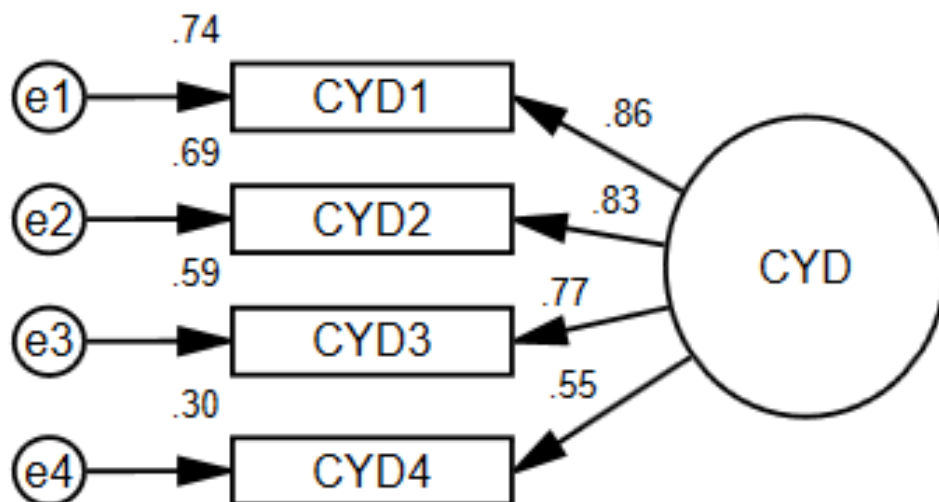 .74
e1
CYD1
.86
.69
e2
CYD2
.83
CYD
.59
e3
CYD3
.77
.30
e4
CYD4
.55